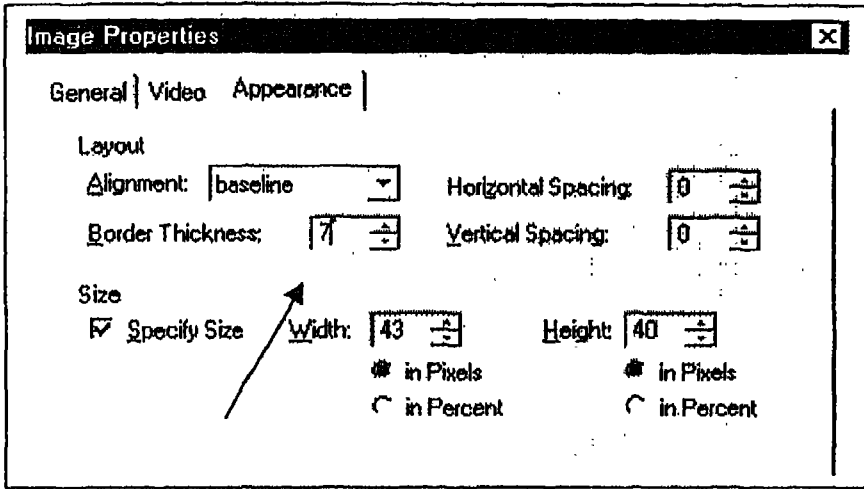 Image Properties
General Video Appearance
Layout
Alignment: baseline Horizontal Spacing: 0
Border Thickness: 7 Vertical Spacing: 0
Size
Specify Size Width: 43 Height: 40
in Pixels in Pixels
in Percent in Percent